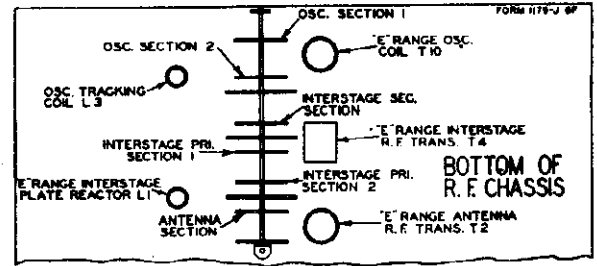 OSC. SECTION 1
FORM 1175-J 6F
OSC. SECTION 2
"E" RANGE OSC.
COIL T10
OSC. TRACKING
COIL L3
INTERSTAGE SEC.
SECTION
INTERSTAGE PRI.
SECTION 1
"E" RANGE INTERSTAGE
R.F. TRANS. T4
BOTTOM OF
R.F. CHASSIS
"E" RANGE INTERSTAGE
PLATE REACTOR L1
INTERSTAGE PRI.
SECTION 2
ANTENNA
SECTION
"E" RANGE ANTENNA
R.F. TRANS. T2